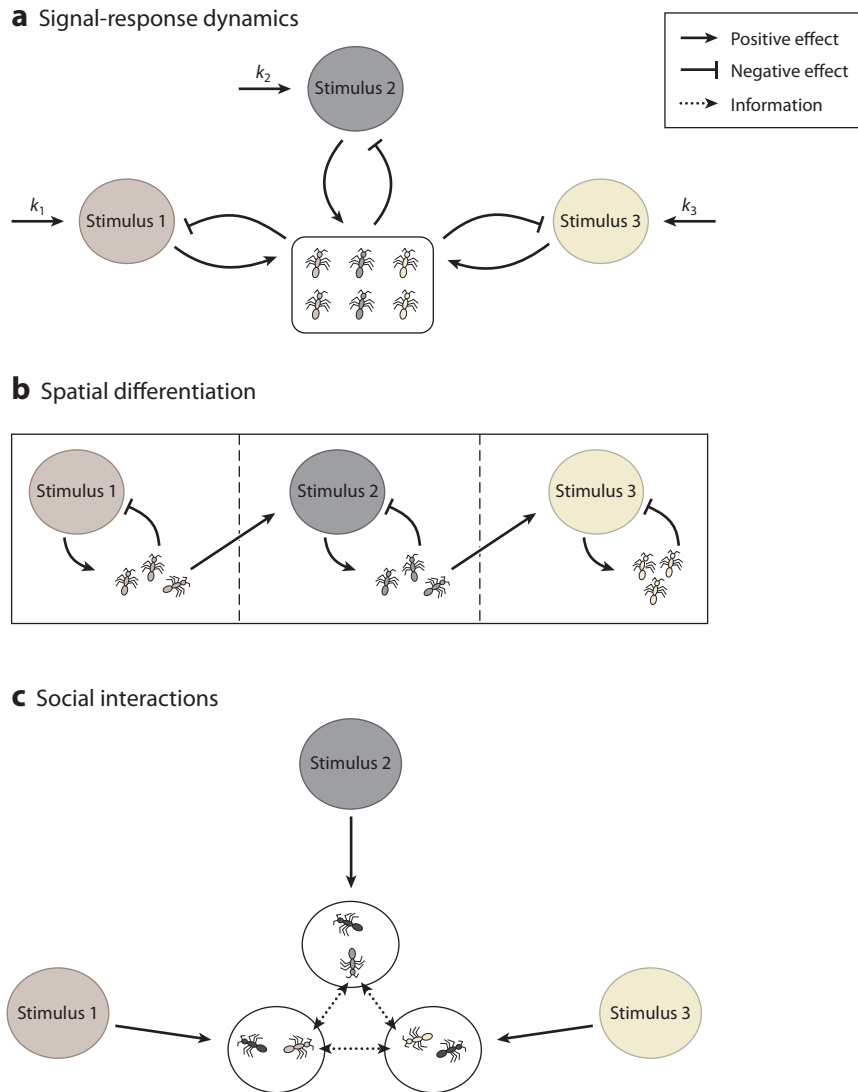 a Signal-response dynamics
Positive effect
Negative effect
Information
k2
Stimulus 2
k1
Stimulus 1
Stimulus 3
k3
b Spatial differentiation
Stimulus 1
Stimulus 2
Stimulus 3
c Social interactions
Stimulus 2
Stimulus 1
Stimulus 3